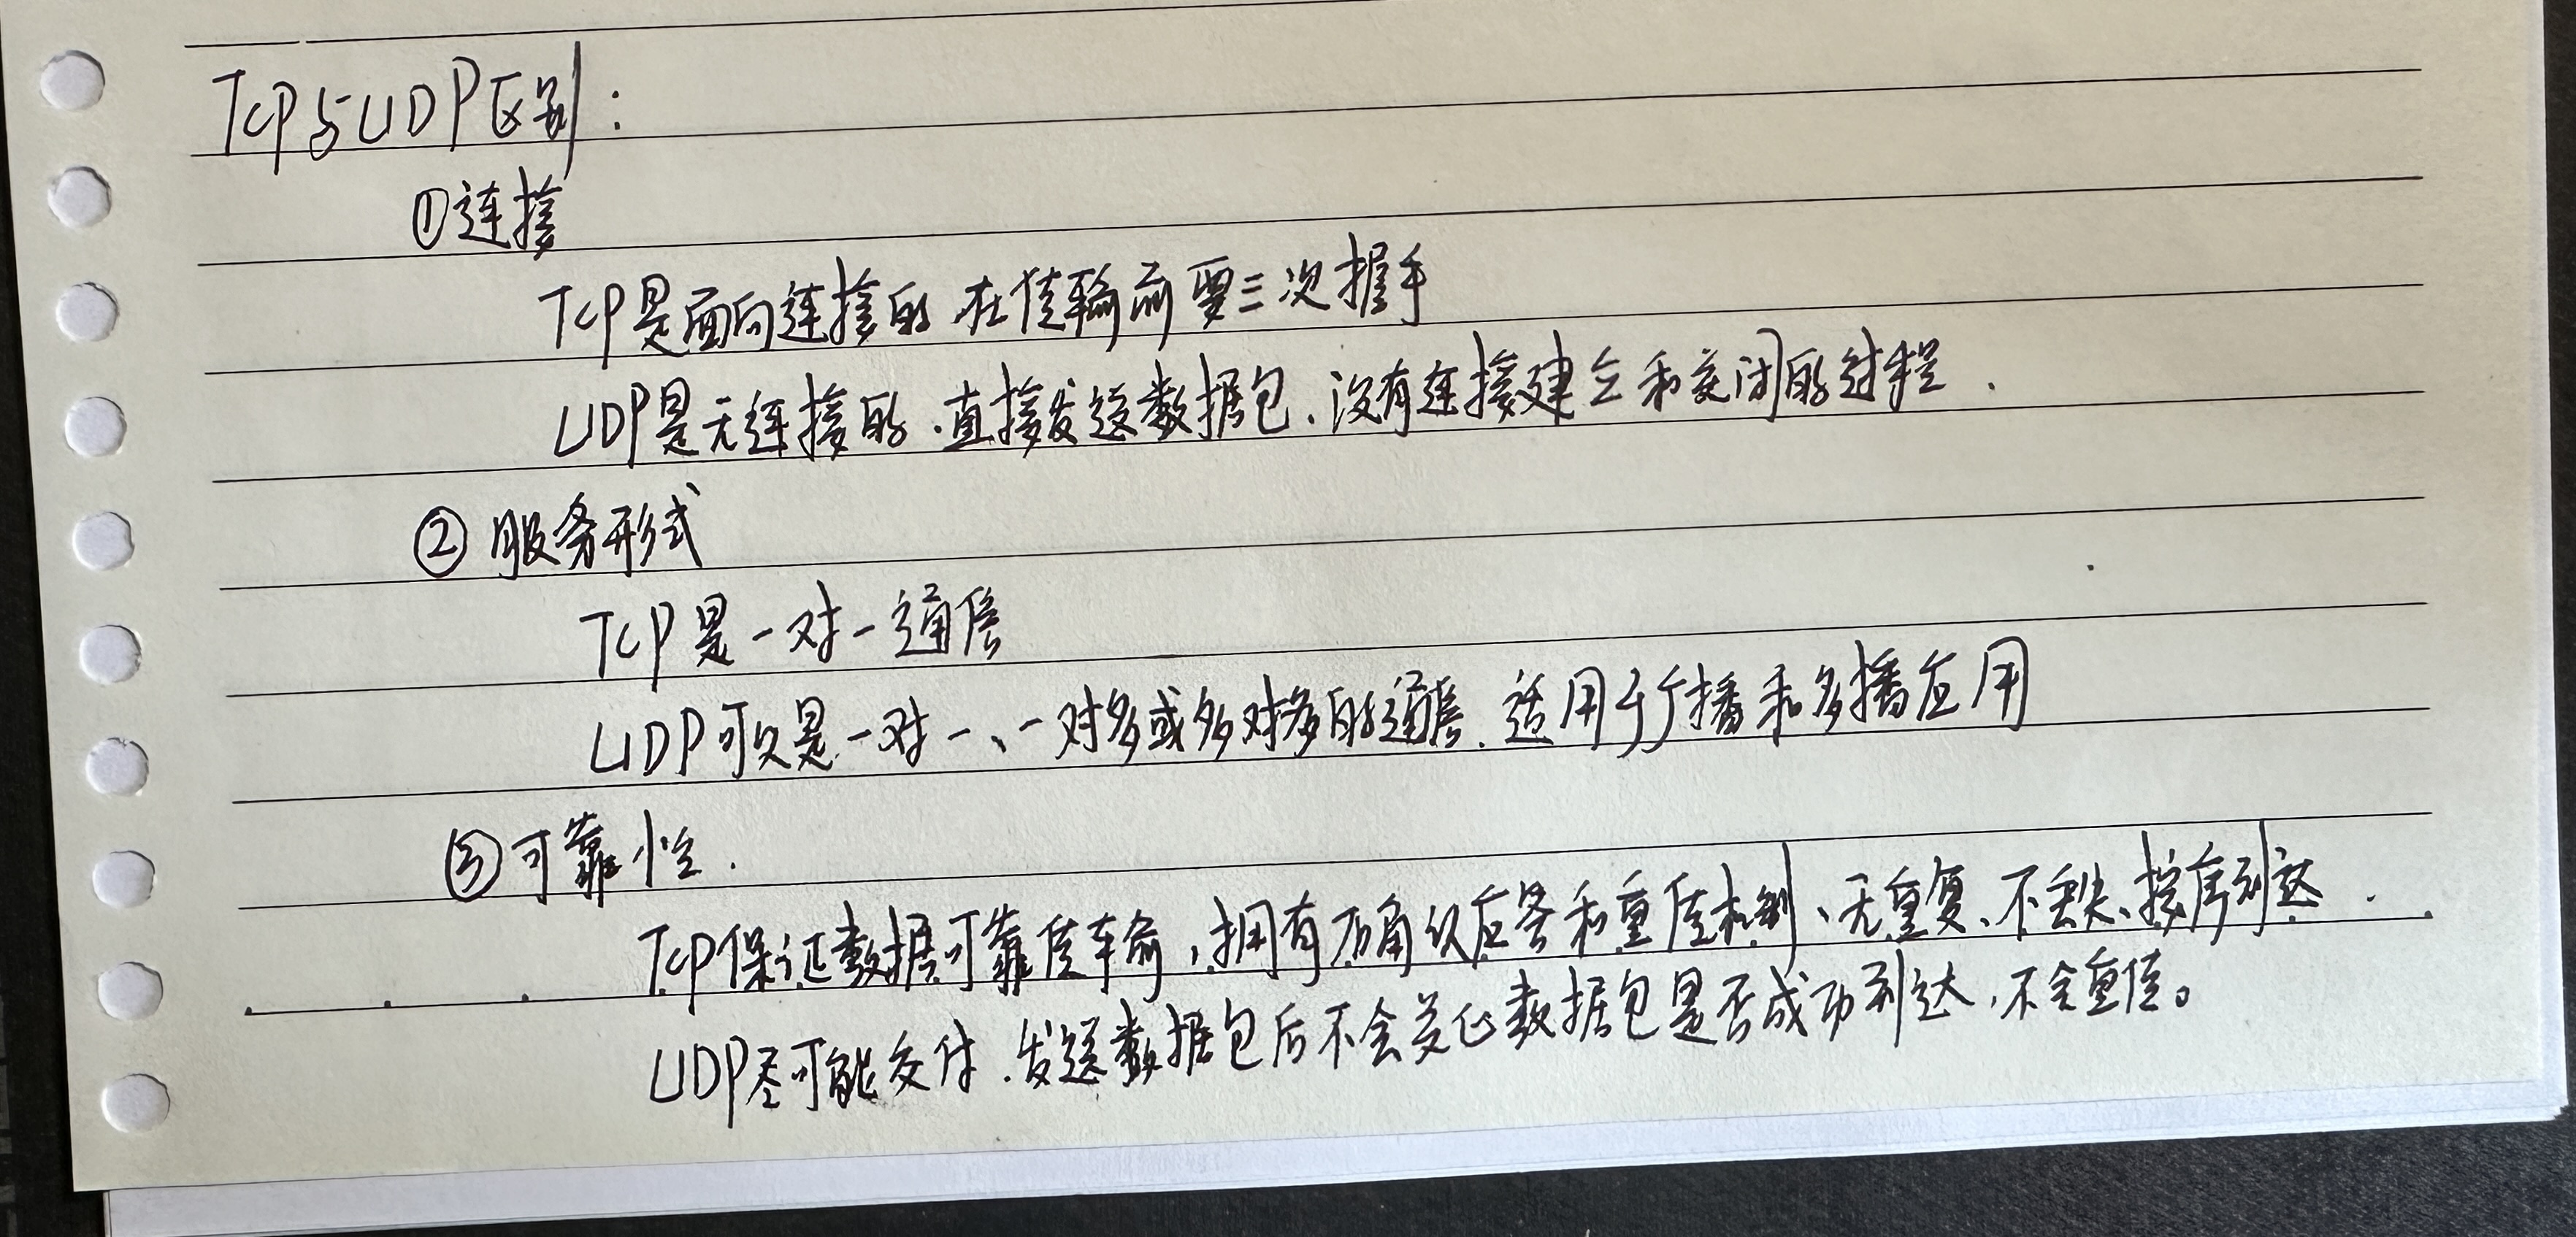 TCP与UDP区别：
①连接
TCP是面向连接的 在传输前要三次握手
UDP是无连接的，直接发送数据包，没有连接建立和关闭的过程．
② 服务形式
TCP是一对一通信
UDP可以是一对一、一对多或多对多的通信，适用于广播和多播应用
③可靠性．
TCP保证数据可靠传输，拥有确认应答和重传机制、无重复、不丢失、按序到达．
UDP尽可能交付，发送数据包后不会关心数据包是否成功到达，不会重传。